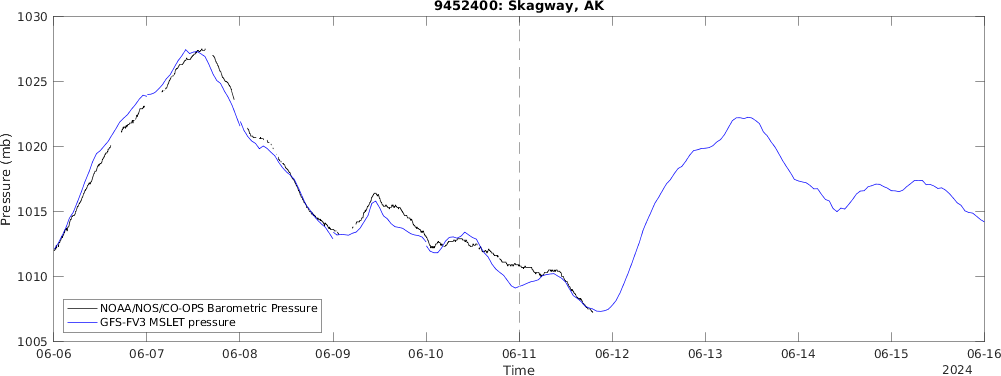 9452400: Skagway, AK
Pressure (mb)
1030
1025
1020
1015
1010
1005
NOAA/NOS/CO-OPS Barometric Pressure
GFS-FV3 MSLET pressure
06-06 06-07 06-08 06-09 06-10 06-11 06-12 06-13 06-14 06-15 06-16
Time
2024